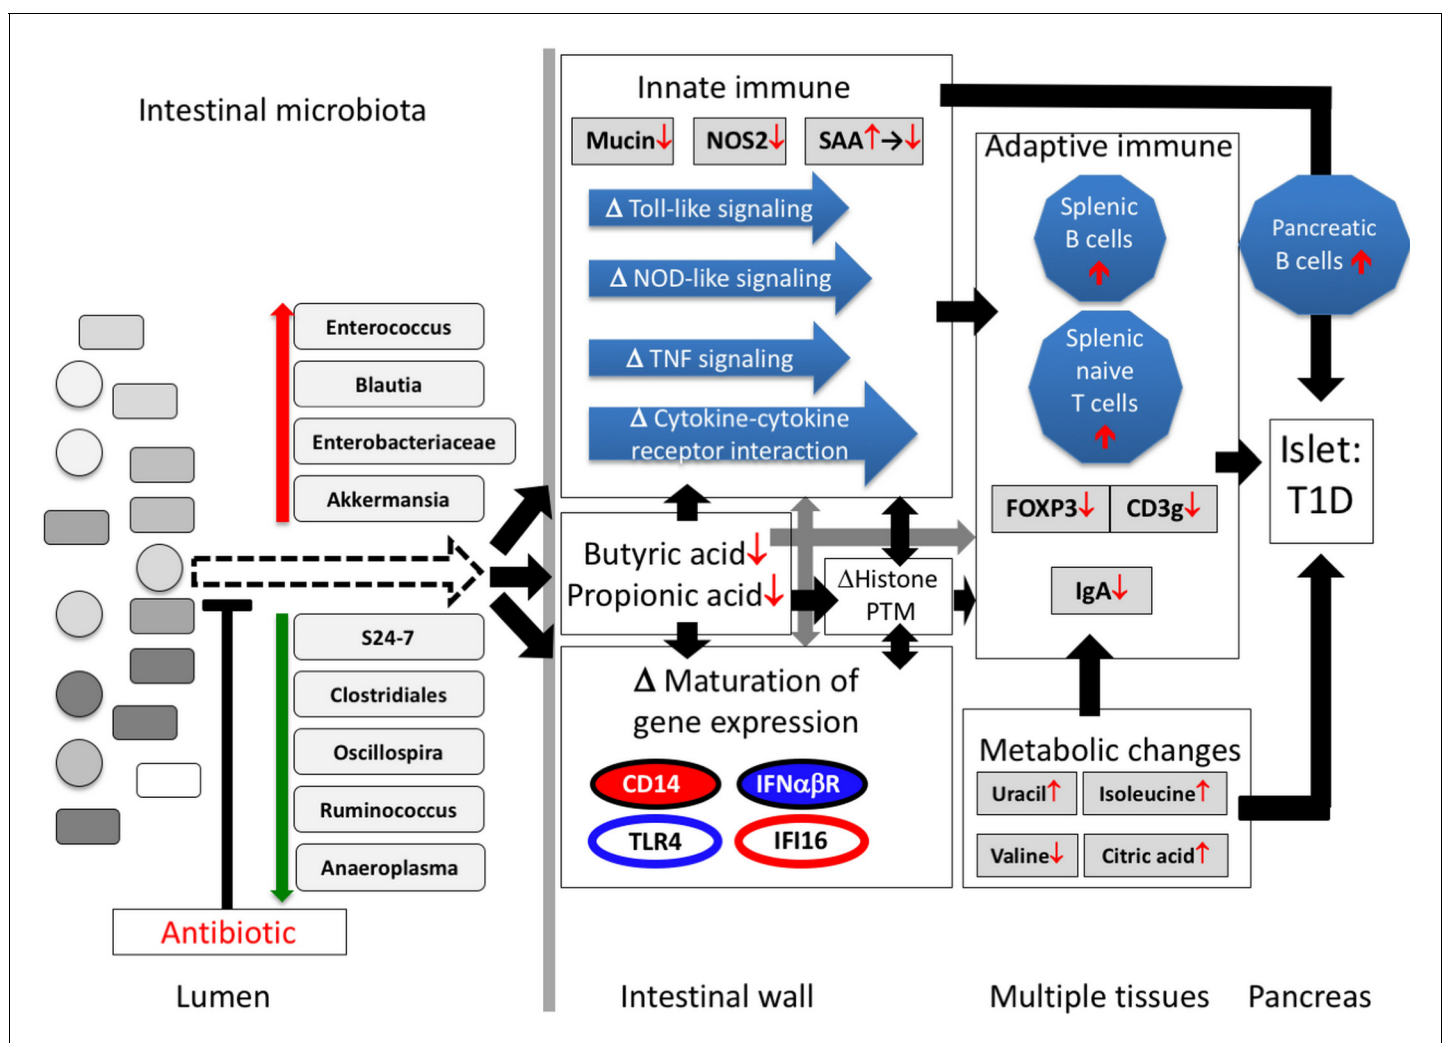 Intestinal microbiota
Enterococcus
Blautia
Enterobacteriaceae
Akkermansia
S24-7
Clostridiales
Oscillospira
Ruminococcus
Anaeroplasma
Antibiotic
Lumen
Innate immune
Mucin↓
NOS2↓
SAA↑→↓
Δ Toll-like signaling
Δ NOD-like signaling
Δ TNF signaling
Δ Cytokine-cytokine
receptor interaction
Butyric acid↓
Propionic acid↓
ΔHistone
PTM
Δ Maturation of
gene expression
CD14
IFNαβR
TLR4
IFI16
Intestinal wall
Adaptive immune
Splenic
B cells
↑
Splenic
naive
T cells
↑
FOXP3↓
CD3g↓
IgA↓
Metabolic changes
Uracil↑
Isoleucine↑
Valine↓
Citric acid↑
Multiple tissues
Pancreatic
B cells ↑
Islet:
T1D
Pancreas